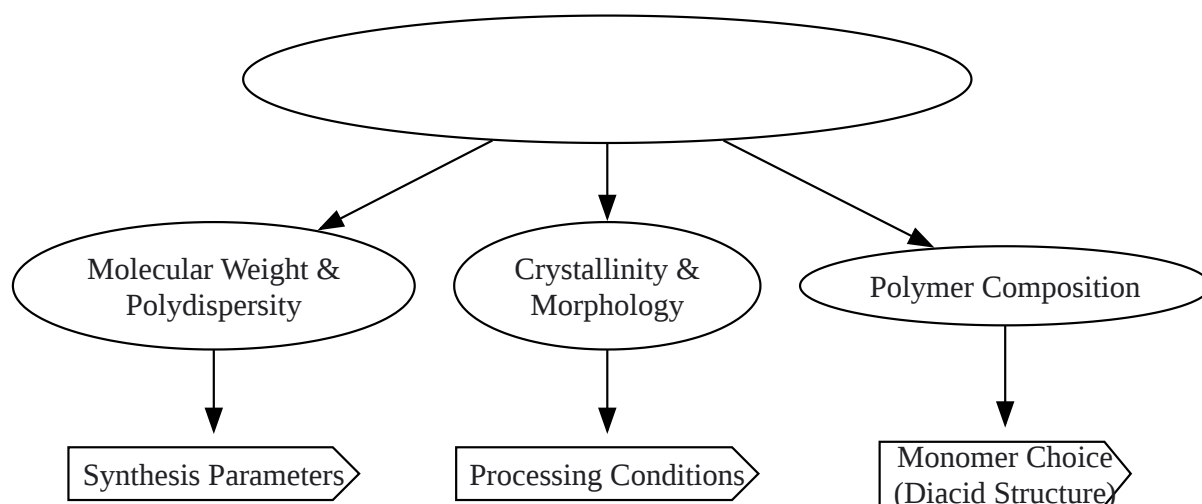 Molecular Weight &
Polydispersity
Crystallinity &
Morphology
Polymer Composition
Synthesis Parameters
Processing Conditions
Monomer Choice
(Diacid Structure)